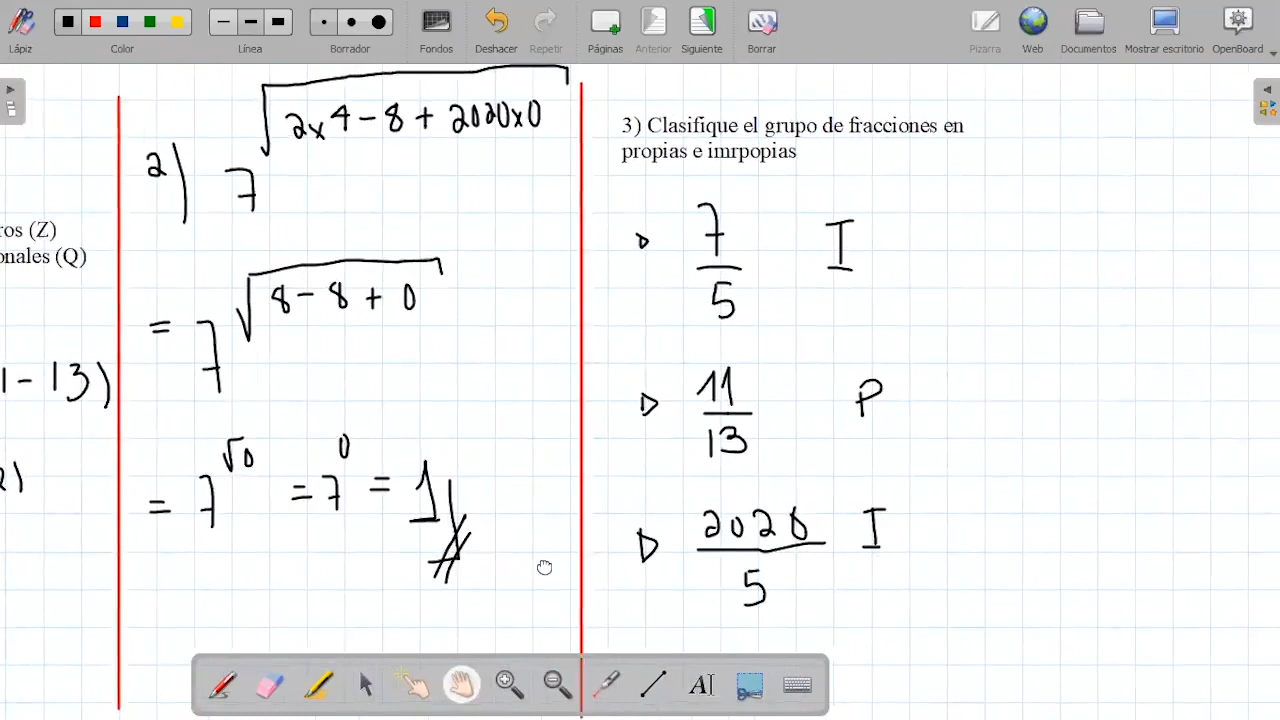 Lápiz
Color
Línea
Borrador
Fondos
Deshacer
Repetir
Páginas
Anterior
Siguiente
Borrar
Pizarra
Web
Documentos
Mostrar escritorio
OpenBoard
ros (Z)
onales (Q)
1 - 13)
2)
2) 7^√(2x4-8+2020x0)
= 7^√(8-8+0)
= 7^√0 = 7^0 = 1
3) Clasifique el grupo de fracciones en
propias e imrpopias
7/5 I
11/13 P
2020/5 I